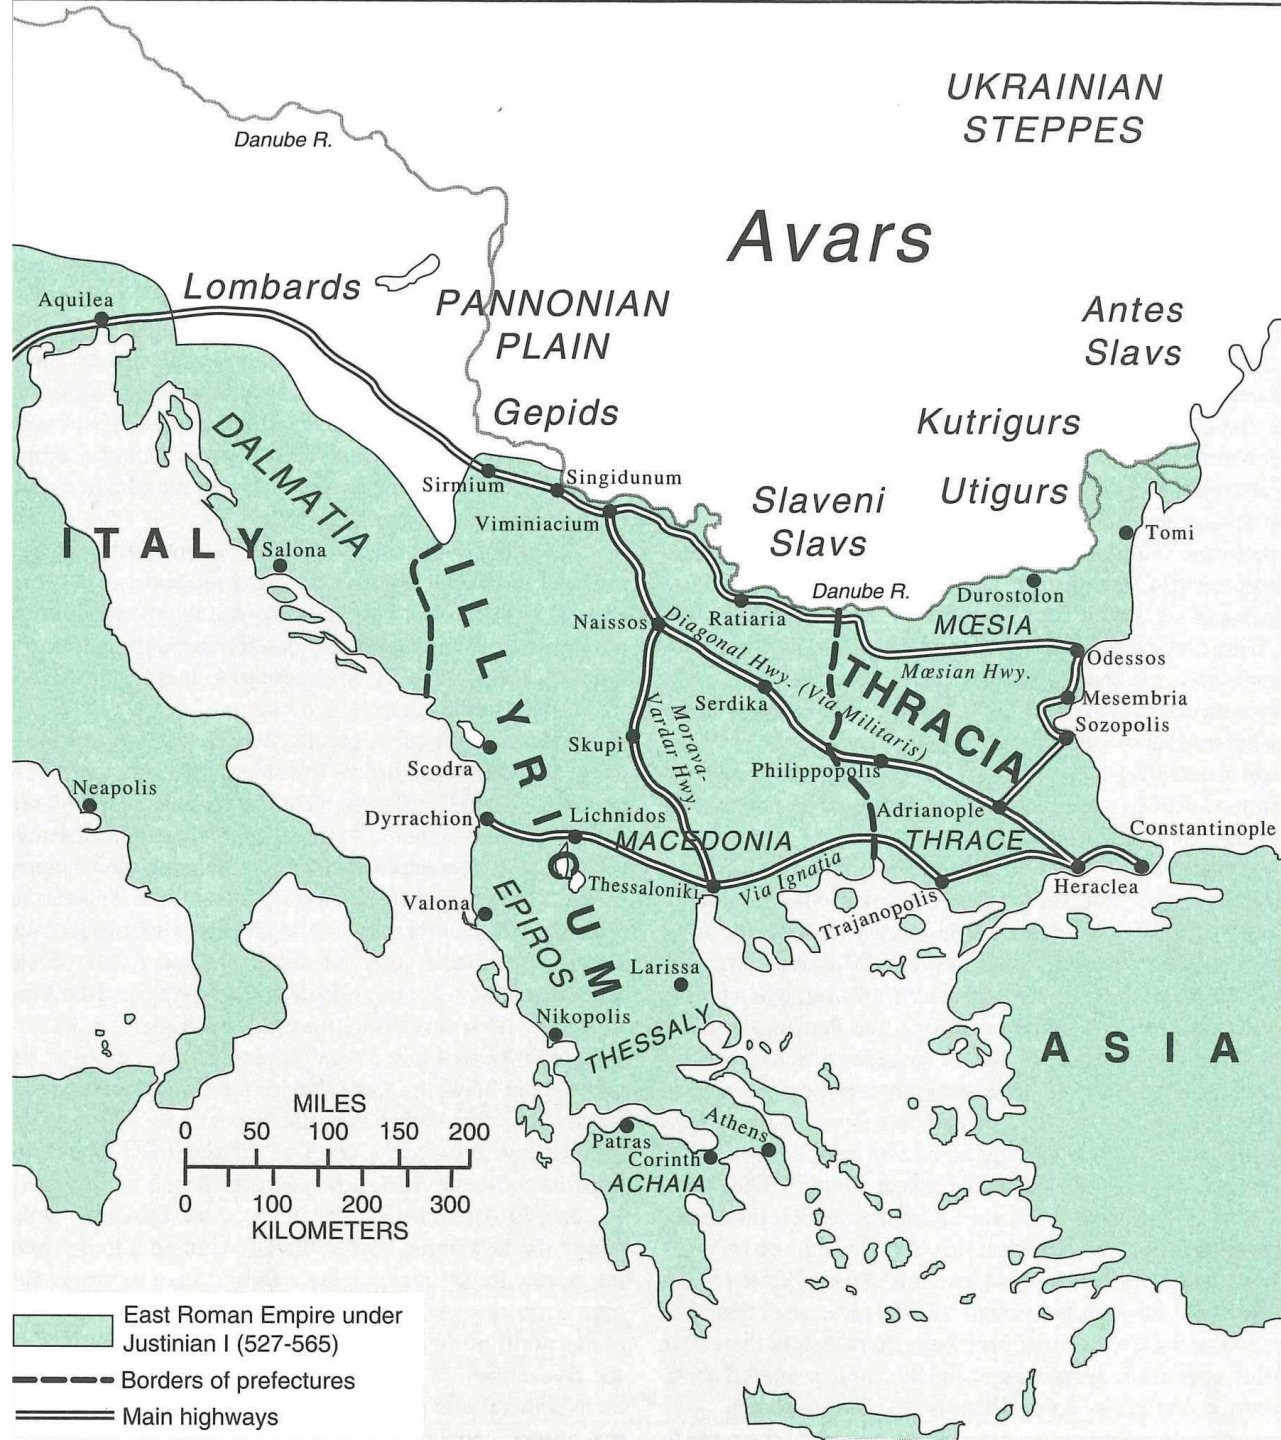 UKRAINIAN
STEPPES
Danube R.
Avars
Lombards
Aquilea
PANNONIAN
PLAIN
Antes
Slavs
Gepids
Kutrigurs
DALMATIA
Sirmium
Singidunum
Slaveni
Slavs
Utigurs
Viminiacium
ITALY
Salona
Tomi
Danube R.
Durostolon
Ratiaria
MŒSIA
Naissos
Diagonal Hwy. (Via Militaris)
Odessos
Mœsian Hwy.
THRACIA
Mesembria
Serdika
Sozopolis
Morava-
Vardar Hwy.
Skupi
Scodra
Philippopolis
Neapolis
ILLYRICUM
Dyrrachion
Lichnidos
Adrianople
MACEDONIA
THRACE
Constantinople
Thessaloniki
Via Ignatia
Heraclea
Valona
EPIROS
Trajanopolis
Larissa
Nikopolis
THESSALY
ASIA
MILES
0 50 100 150 200
0 100 200 300
KILOMETERS
Athens
Patras
Corinth
ACHAIA
East Roman Empire under
Justinian I (527-565)
Borders of prefectures
Main highways